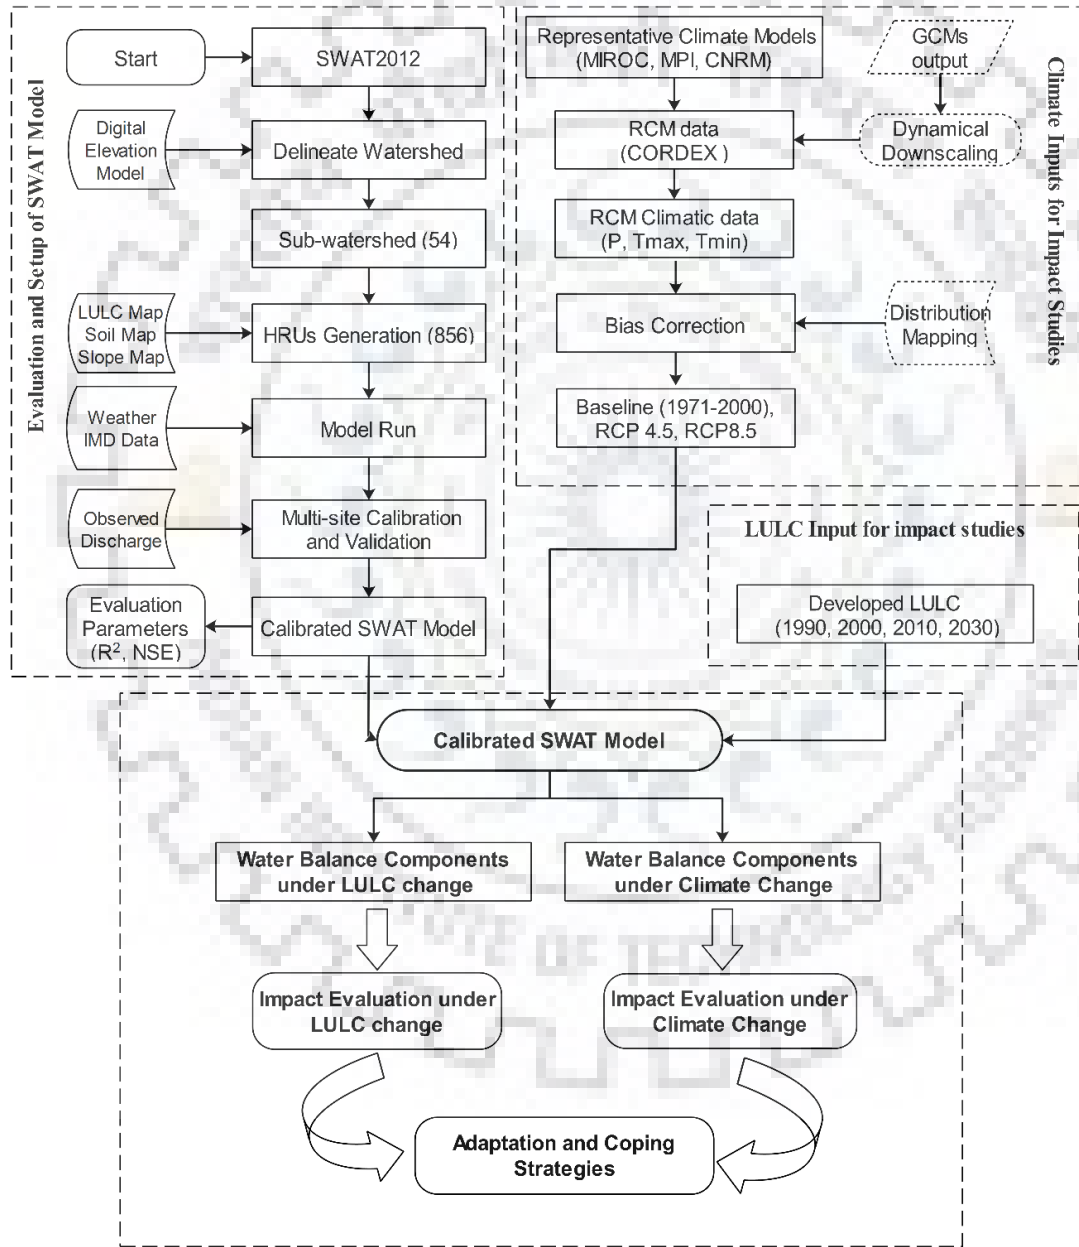 Evaluation and Setup of SWAT Model
Start
SWAT2012
Digital
Elevation
Model
Delineate Watershed
Sub-watershed (54)
LULC Map
Soil Map
Slope Map
HRUs Generation (856)
Weather
IMD Data
Model Run
Observed
Discharge
Multi-site Calibration
and Validation
Evaluation
Parameters
(R², NSE)
Calibrated SWAT Model
Climate Inputs for Impact Studies
Representative Climate Models
(MIROC, MPI, CNRM)
GCMs
output
RCM data
(CORDEX )
Dynamical
Downscaling
RCM Climatic data
(P, Tmax, Tmin)
Bias Correction
Distribution
Mapping
Baseline (1971-2000),
RCP 4.5, RCP8.5
LULC Input for impact studies
Developed LULC
(1990, 2000, 2010, 2030)
Calibrated SWAT Model
Water Balance Components
under LULC change
Water Balance Components
under Climate Change
OF TECHNOLOGY
Impact Evaluation under
LULC change
Impact Evaluation under
Climate Change
Adaptation and Coping
Strategies